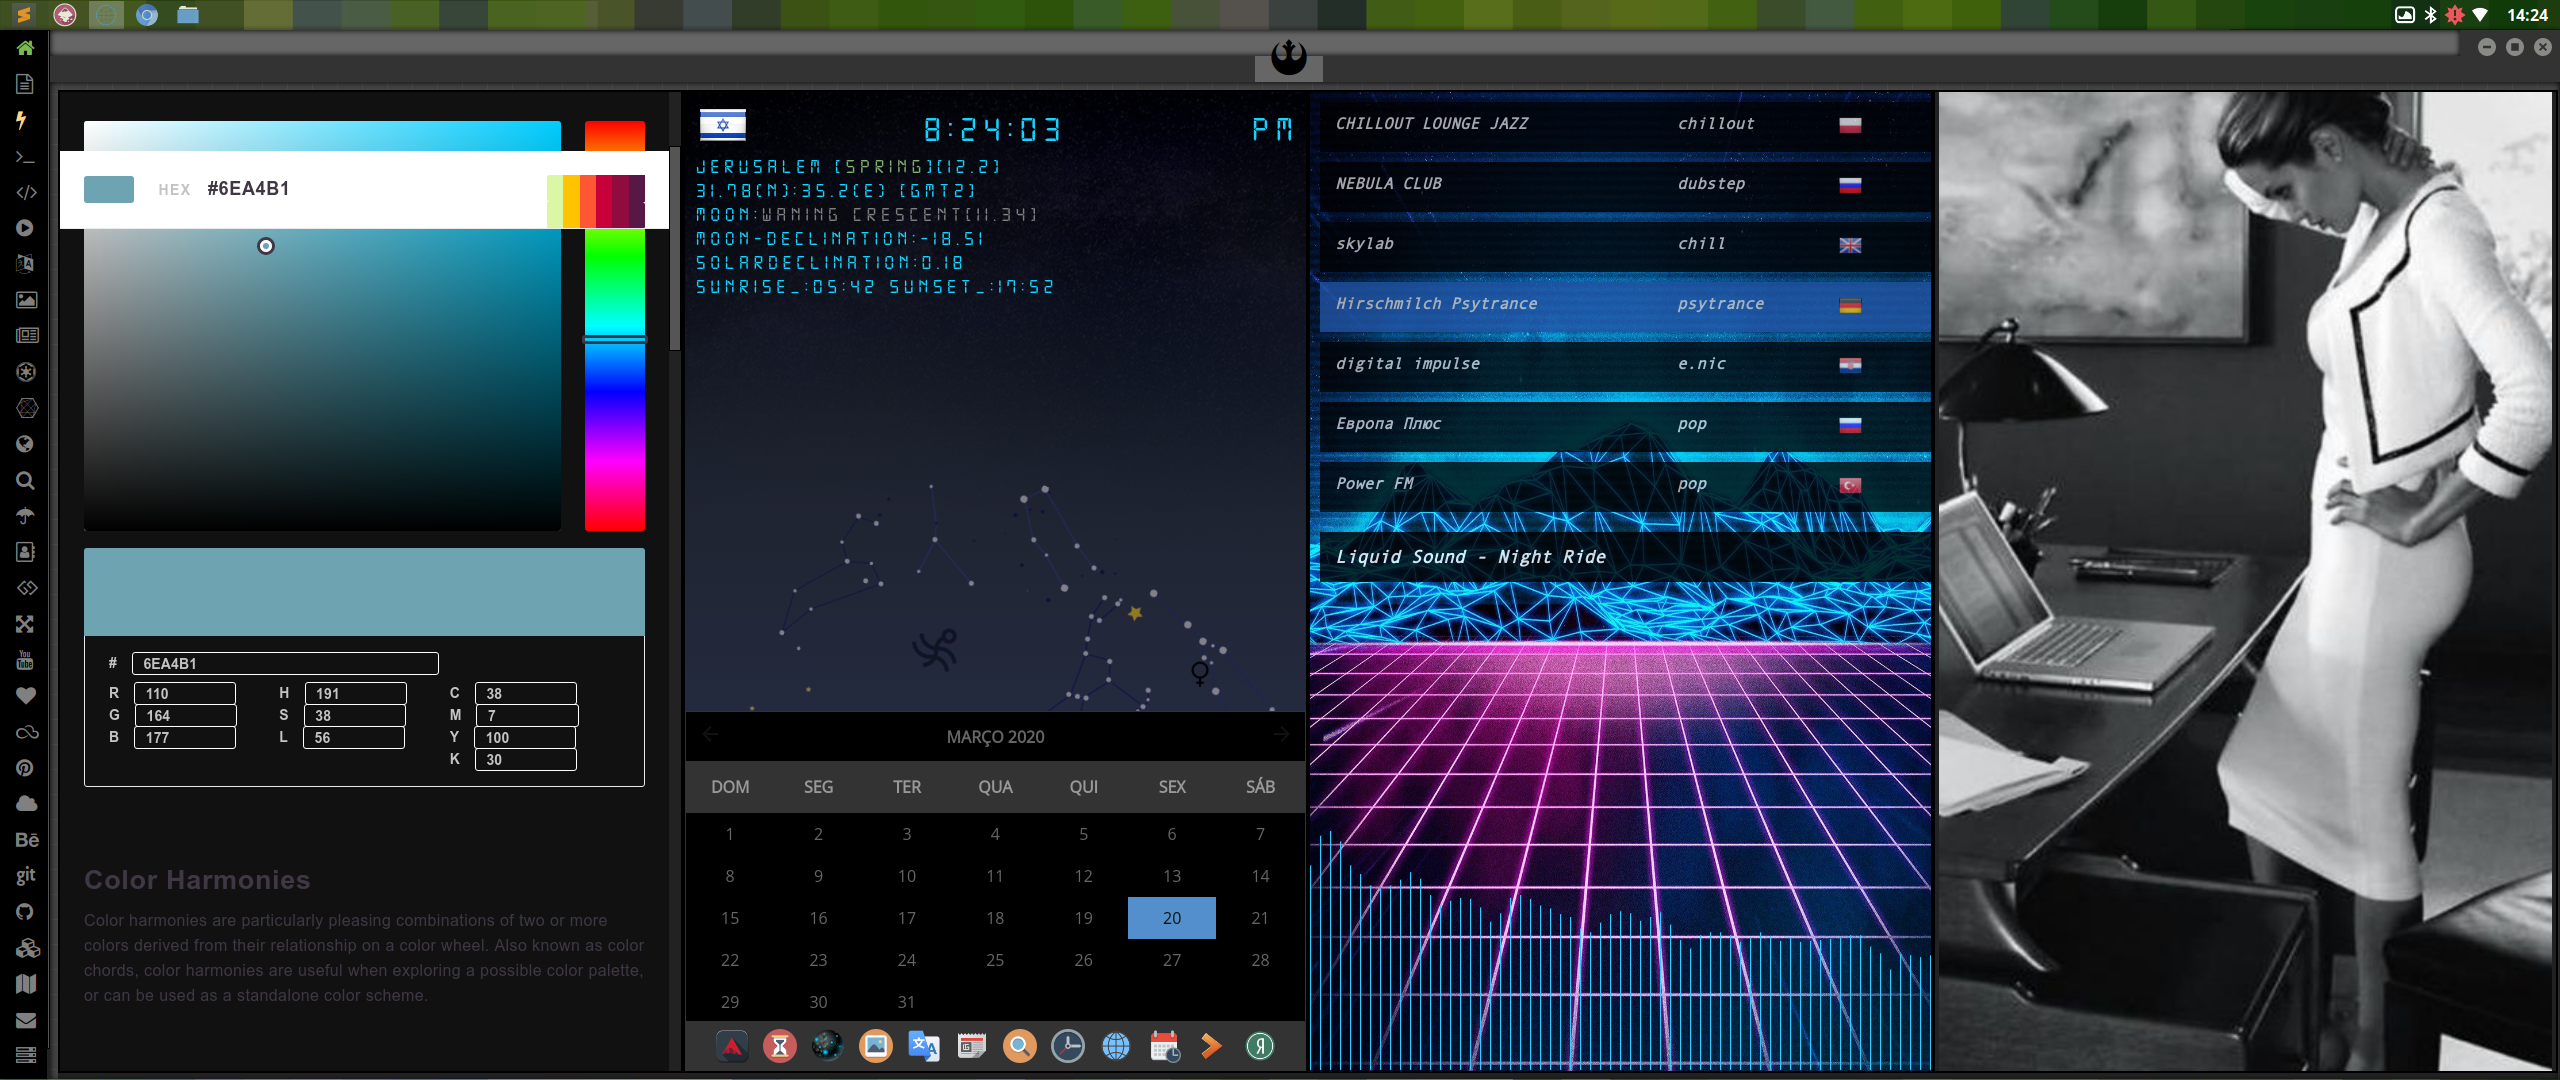 14:24
HEX #6EA4B1
# 6EA4B1
R 110 H 191 C 38
G 164 S 38 M 7
B 177 L 56 Y 100
K 30
Color Harmonies
Color harmonies are particularly pleasing combinations of two or more
colors derived from their relationship on a color wheel. Also known as color
chords, color harmonies are useful when exploring a possible color palette,
or can be used as a standalone color scheme.
You
Tube
Bē
git
8:24:03 PM
JERUSALEM [SPRING][12.2]
31.78(N):35.2(E) [GMT2]
MOON:WANING CRESCENT[11.34]
MOON-DECLINATION:-18.51
SOLARDECLINATION:0.18
SUNRISE_:05:42 SUNSET_:17:52
MARÇO 2020
DOM SEG TER QUA QUI SEX SÁB
1 2 3 4 5 6 7
8 9 10 11 12 13 14
15 16 17 18 19 20 21
22 23 24 25 26 27 28
29 30 31
CHILLOUT LOUNGE JAZZ chillout
NEBULA CLUB dubstep
skylab chill
Hirschmilch Psytrance psytrance
digital impulse e.nic
Европа Плюс pop
Power FM pop
Liquid Sound - Night Ride